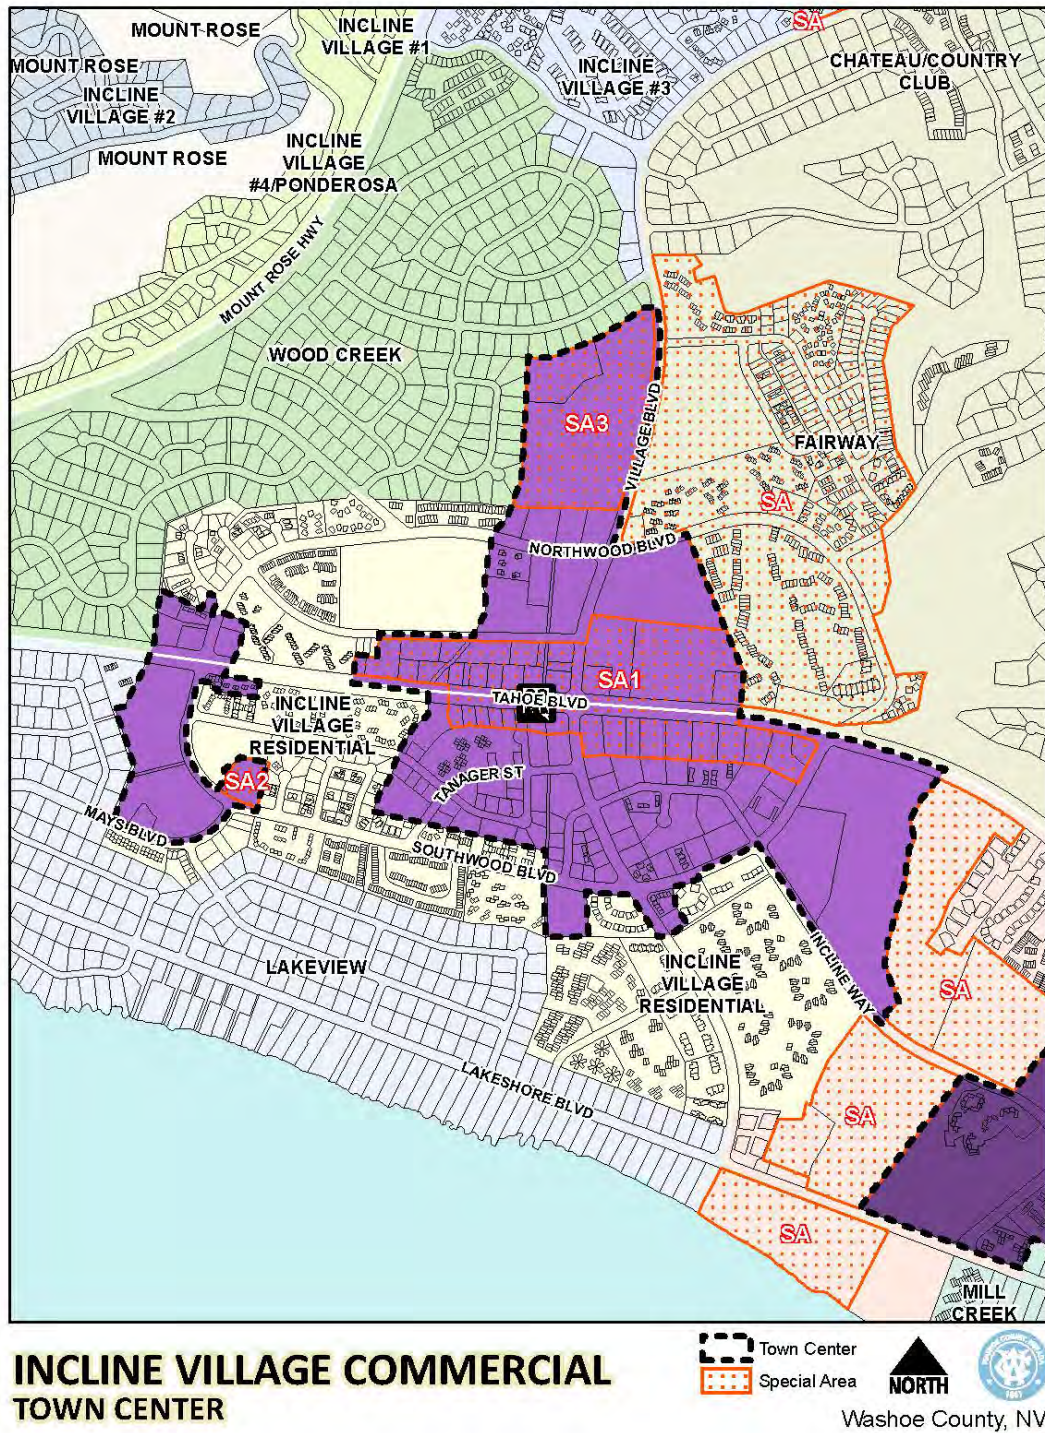 SA
MOUNT ROSE
INCLINE
VILLAGE #1
CHATEAU/COUNTRY
CLUB
MOUNT ROSE
INCLINE
VILLAGE #3
INCLINE
VILLAGE #2
MOUNT ROSE
INCLINE
VILLAGE
#4/PONDEROSA
MOUNT ROSE HWY
WOOD CREEK
SA3
VILLAGE BLVD
FAIRWAY
SA
NORTHWOOD BLVD
SA1
TAHOE BLVD
INCLINE
VILLAGE
RESIDENTIAL
SA2
TANAGER ST
MAYS BLVD
SOUTHWOOD BLVD
LAKEVIEW
INCLINE
VILLAGE
RESIDENTIAL
INCLINE WAY
SA
LAKESHORE BLVD
SA
SA
MILL
CREEK
INCLINE VILLAGE COMMERCIAL
TOWN CENTER
Town Center
Special Area
NORTH
Washoe County, NV